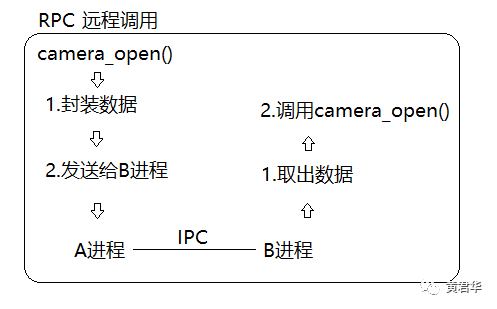 RPC 远程调用
camera_open()
1.封装数据
2.发送给B进程
A进程
IPC
B进程
1.取出数据
2.调用camera_open()
黄君华